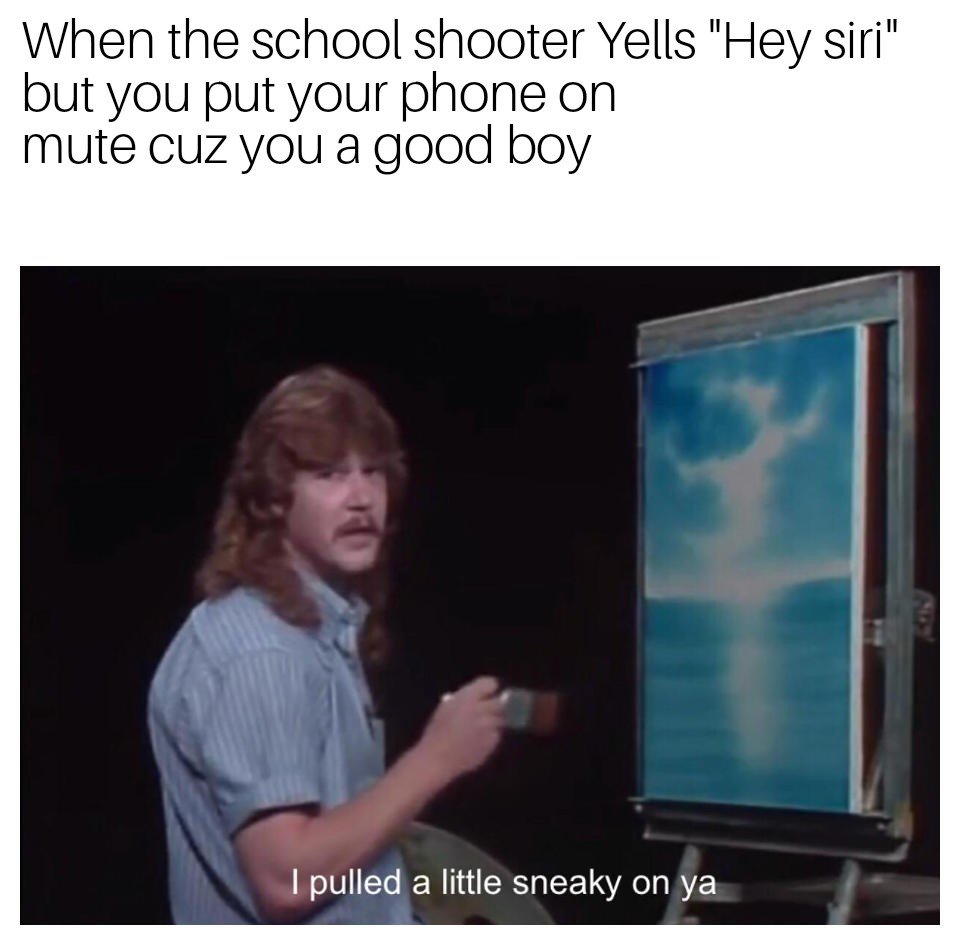 When the school shooter Yells "Hey siri"
but you put your phone on
mute cuz you a good boy
I pulled a little sneaky on ya